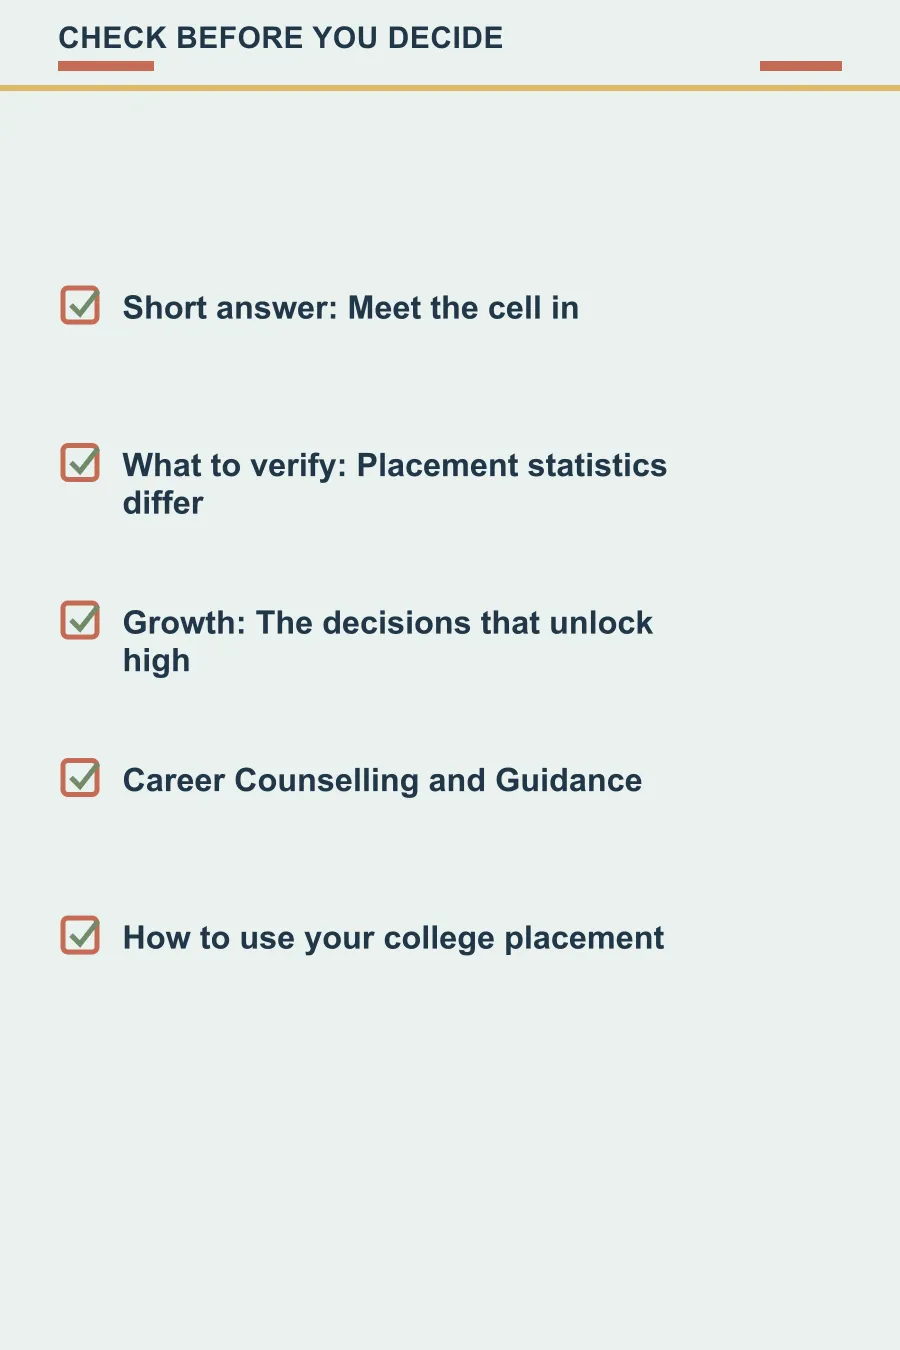 CHECK BEFORE YOU DECIDE
Short answer: Meet the cell in
What to verify: Placement statistics
differ
Growth: The decisions that unlock
high
Career Counselling and Guidance
How to use your college placement